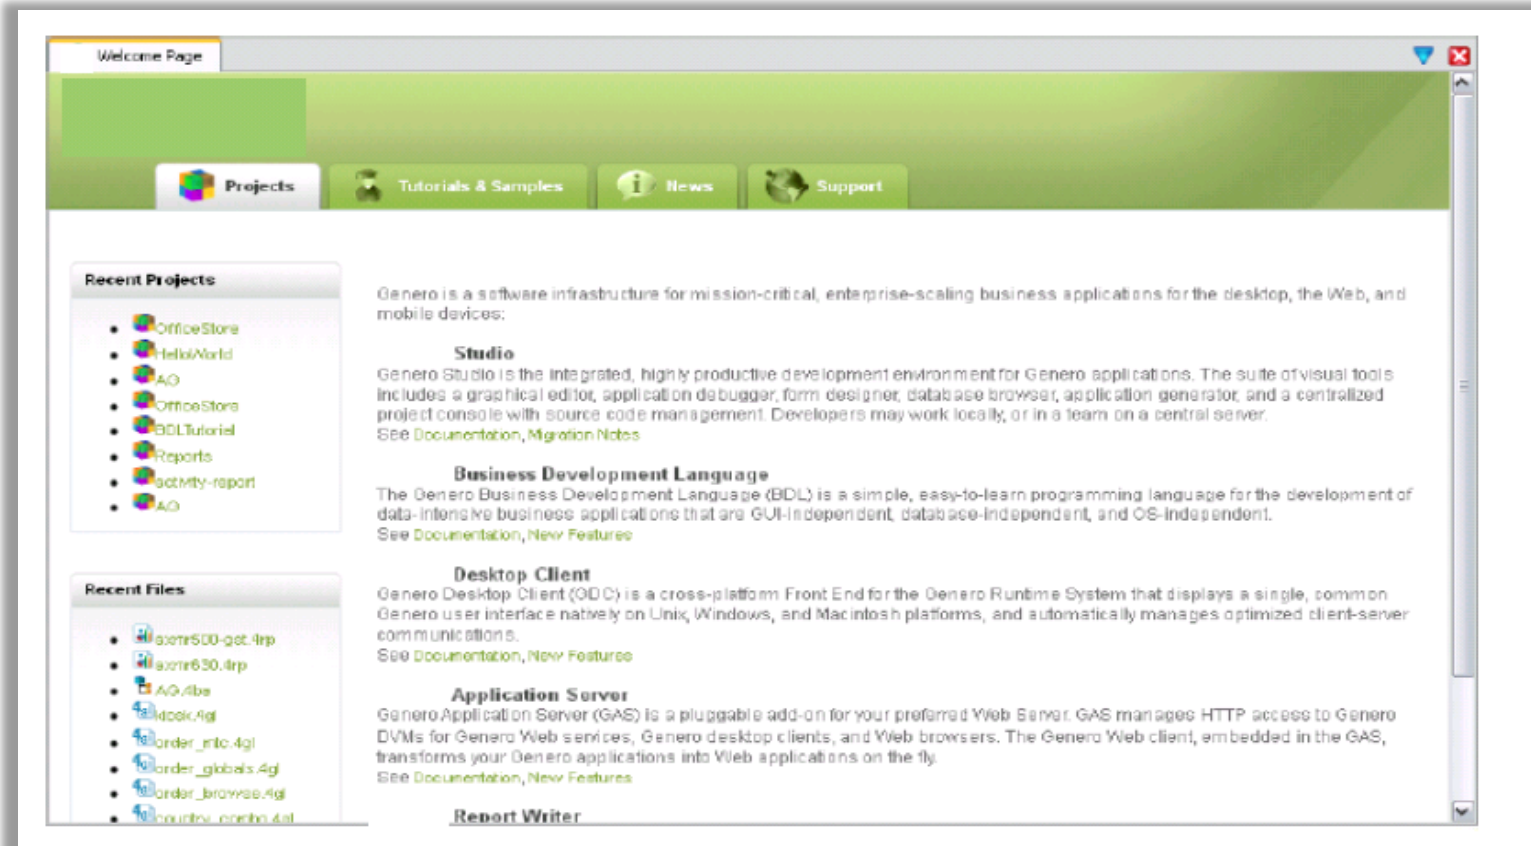 Welcome Page
Projects
Tutorials & Samples
News
Support
Recent Projects
OfficeStore
HelloWorld
AG
OfficeStore
BDLTutorial
Reports
activity-report
AG
Recent Files
axmr500-gst.4rp
axmr630.4rp
AG.4ba
order_mtc.4gl
order_globals.4gl
order_browse.4gl
country_combo.4gl
Genero is a software infrastructure for mission-critical, enterprise-scaling business applications for the desktop, the Web, and
mobile devices:
Studio
Genero Studio is the integrated, highly productive development environment for Genero applications. The suite of visual tools
includes a graphical editor, application debugger, form designer, database browser, application generator, and a centralized
project console with source code management. Developers may work locally, or in a team on a central server.
See Documentation, Migration Notes
Business Development Language
The Genero Business Development Language (BDL) is a simple, easy-to-learn programming language for the development of
data-intensive business applications that are GUI-independent, database-independent, and OS-independent.
See Documentation, New Features
Desktop Client
Genero Desktop Client (GDC) is a cross-platform Front End for the Genero Runtime System that displays a single, common
Genero user interface natively on Unix, Windows, and Macintosh platforms, and automatically manages optimized client-server
communications.
See Documentation, New Features
Application Server
Genero Application Server (GAS) is a pluggable add-on for your preferred Web Server. GAS manages HTTP access to Genero
DVMs for Genero Web services, Genero desktop clients, and Web browsers. The Genero Web client, embedded in the GAS,
transforms your Genero applications into Web applications on the fly.
See Documentation, New Features
Report Writer